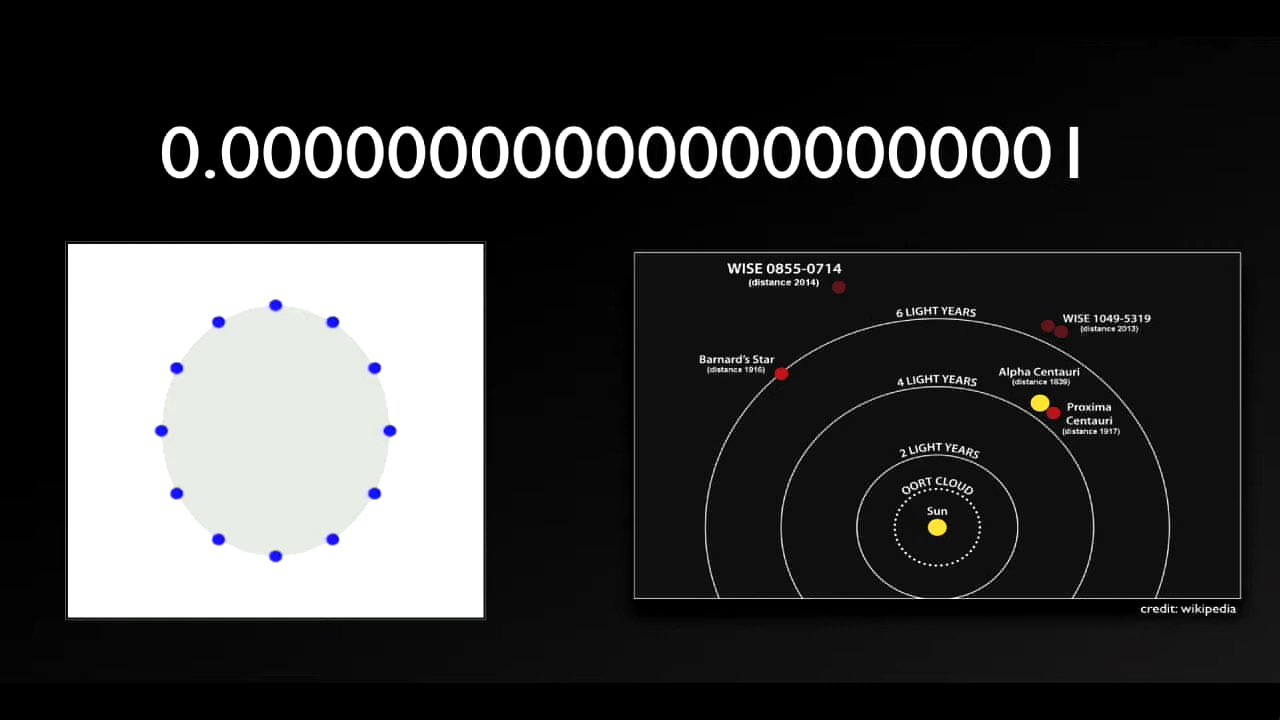 0.000000000000000000001
WISE 0855-0714
(distance 2014)
6 LIGHT YEARS
WISE 1049-5319
(distance 2013)
Barnard's Star
(distance 1916)
Alpha Centauri
(distance 1839)
4 LIGHT YEARS
Proxima
Centauri
(distance 1917)
2 LIGHT YEARS
OORT CLOUD
Sun
credit: wikipedia